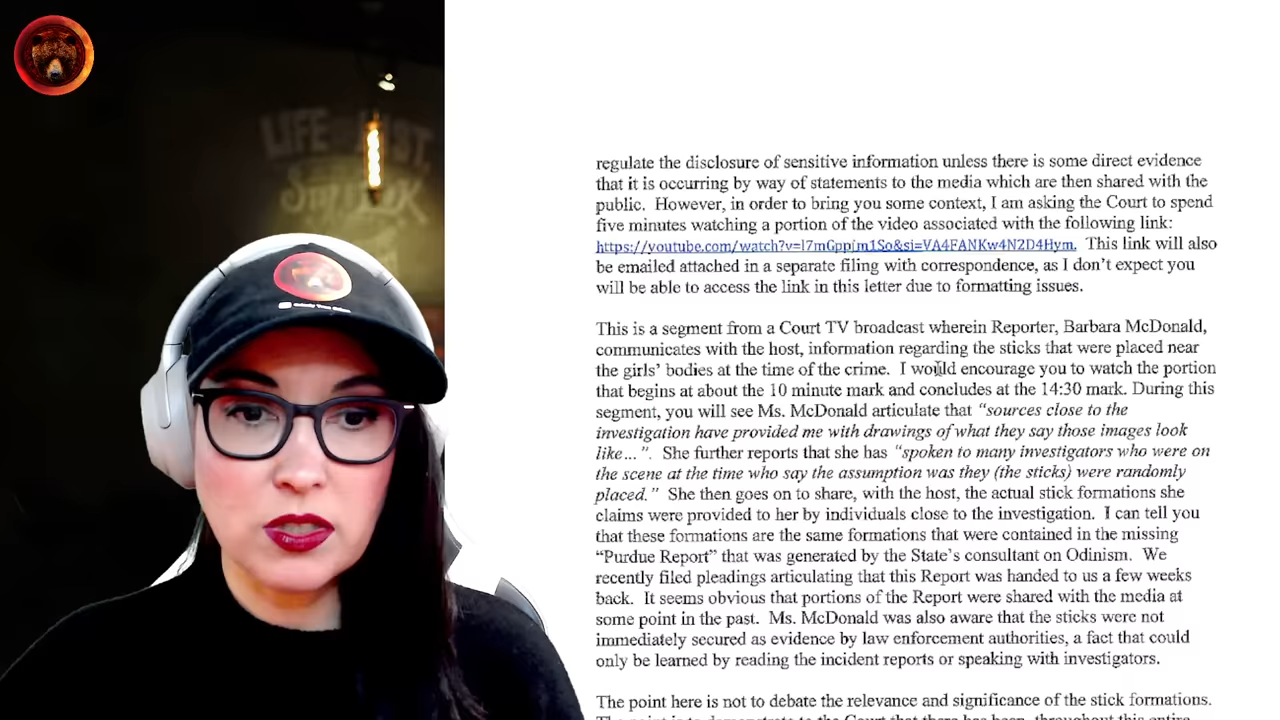 LIFE
regulate the disclosure of sensitive information unless there is some direct evidence
that it is occurring by way of statements to the media which are then shared with the
public. However, in order to bring you some context, I am asking the Court to spend
five minutes watching a portion of the video associated with the following link:
This link will also
be emailed attached in a separate filing with correspondence, as I don't expect you
will be able to access the link in this letter due to formatting issues.
This is a segment from a Court TV broadcast wherein Reporter, Barbara McDonald,
communicates with the host, information regarding the sticks that were placed near
the girls' bodies at the time of the crime. I would encourage you to watch the portion
that begins at about the 10 minute mark and concludes at the 14:30 mark. During this
segment, you will see Ms. McDonald articulate that "sources close to the
investigation have provided me with drawings of what they say those images look
like...". She further reports that she has "spoken to many investigators who were on
the scene at the time who say the assumption was they (the sticks) were randomly
placed." She then goes on to share, with the host, the actual stick formations she
claims were provided to her by individuals close to the investigation. I can tell you
that these formations are the same formations that were contained in the missing
"Purdue Report" that was generated by the State's consultant on Odinism. We
recently filed pleadings articulating that this Report was handed to us a few weeks
back. It seems obvious that portions of the Report were shared with the media at
some point in the past. Ms. McDonald was also aware that the sticks were not
immediately secured as evidence by law enforcement authorities, a fact that could
only be learned by reading the incident reports or speaking with investigators.
The point here is not to debate the relevance and significance of the stick formations.